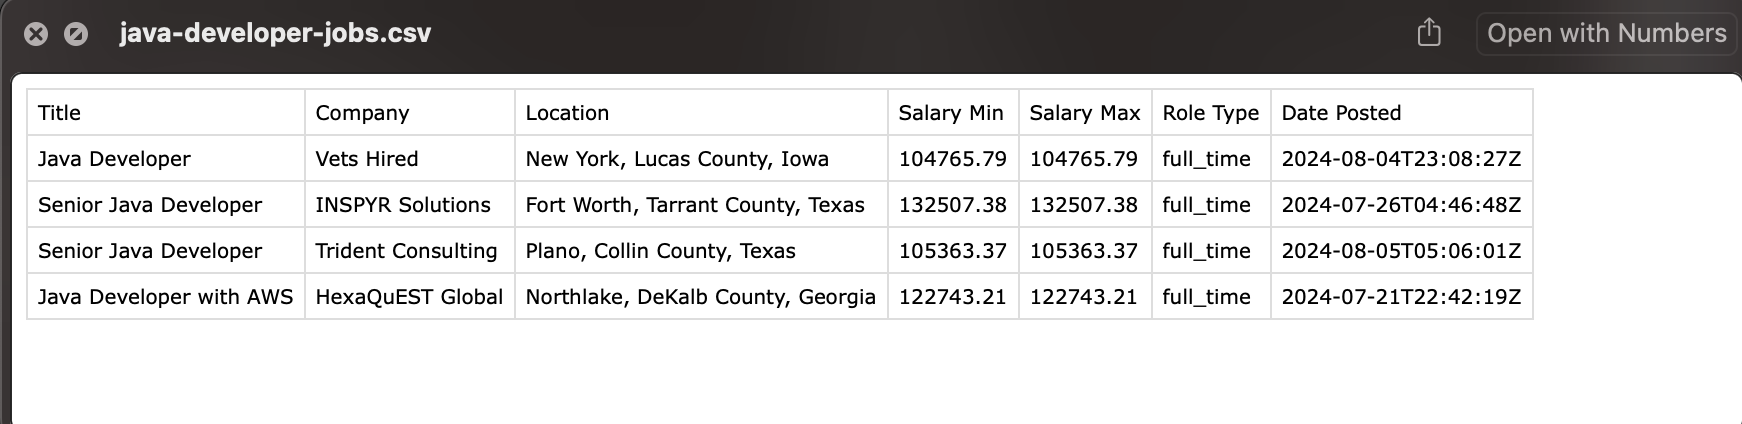 java-developer-jobs.csv Open with Numbers
Title Company Location Salary Min Salary Max Role Type Date Posted
Java Developer Vets Hired New York, Lucas County, Iowa 104765.79 104765.79 full_time 2024-08-04T23:08:27Z
Senior Java Developer INSPYR Solutions Fort Worth, Tarrant County, Texas 132507.38 132507.38 full_time 2024-07-26T04:46:48Z
Senior Java Developer Trident Consulting Plano, Collin County, Texas 105363.37 105363.37 full_time 2024-08-05T05:06:01Z
Java Developer with AWS HexaQuEST Global Northlake, DeKalb County, Georgia 122743.21 122743.21 full_time 2024-07-21T22:42:19Z